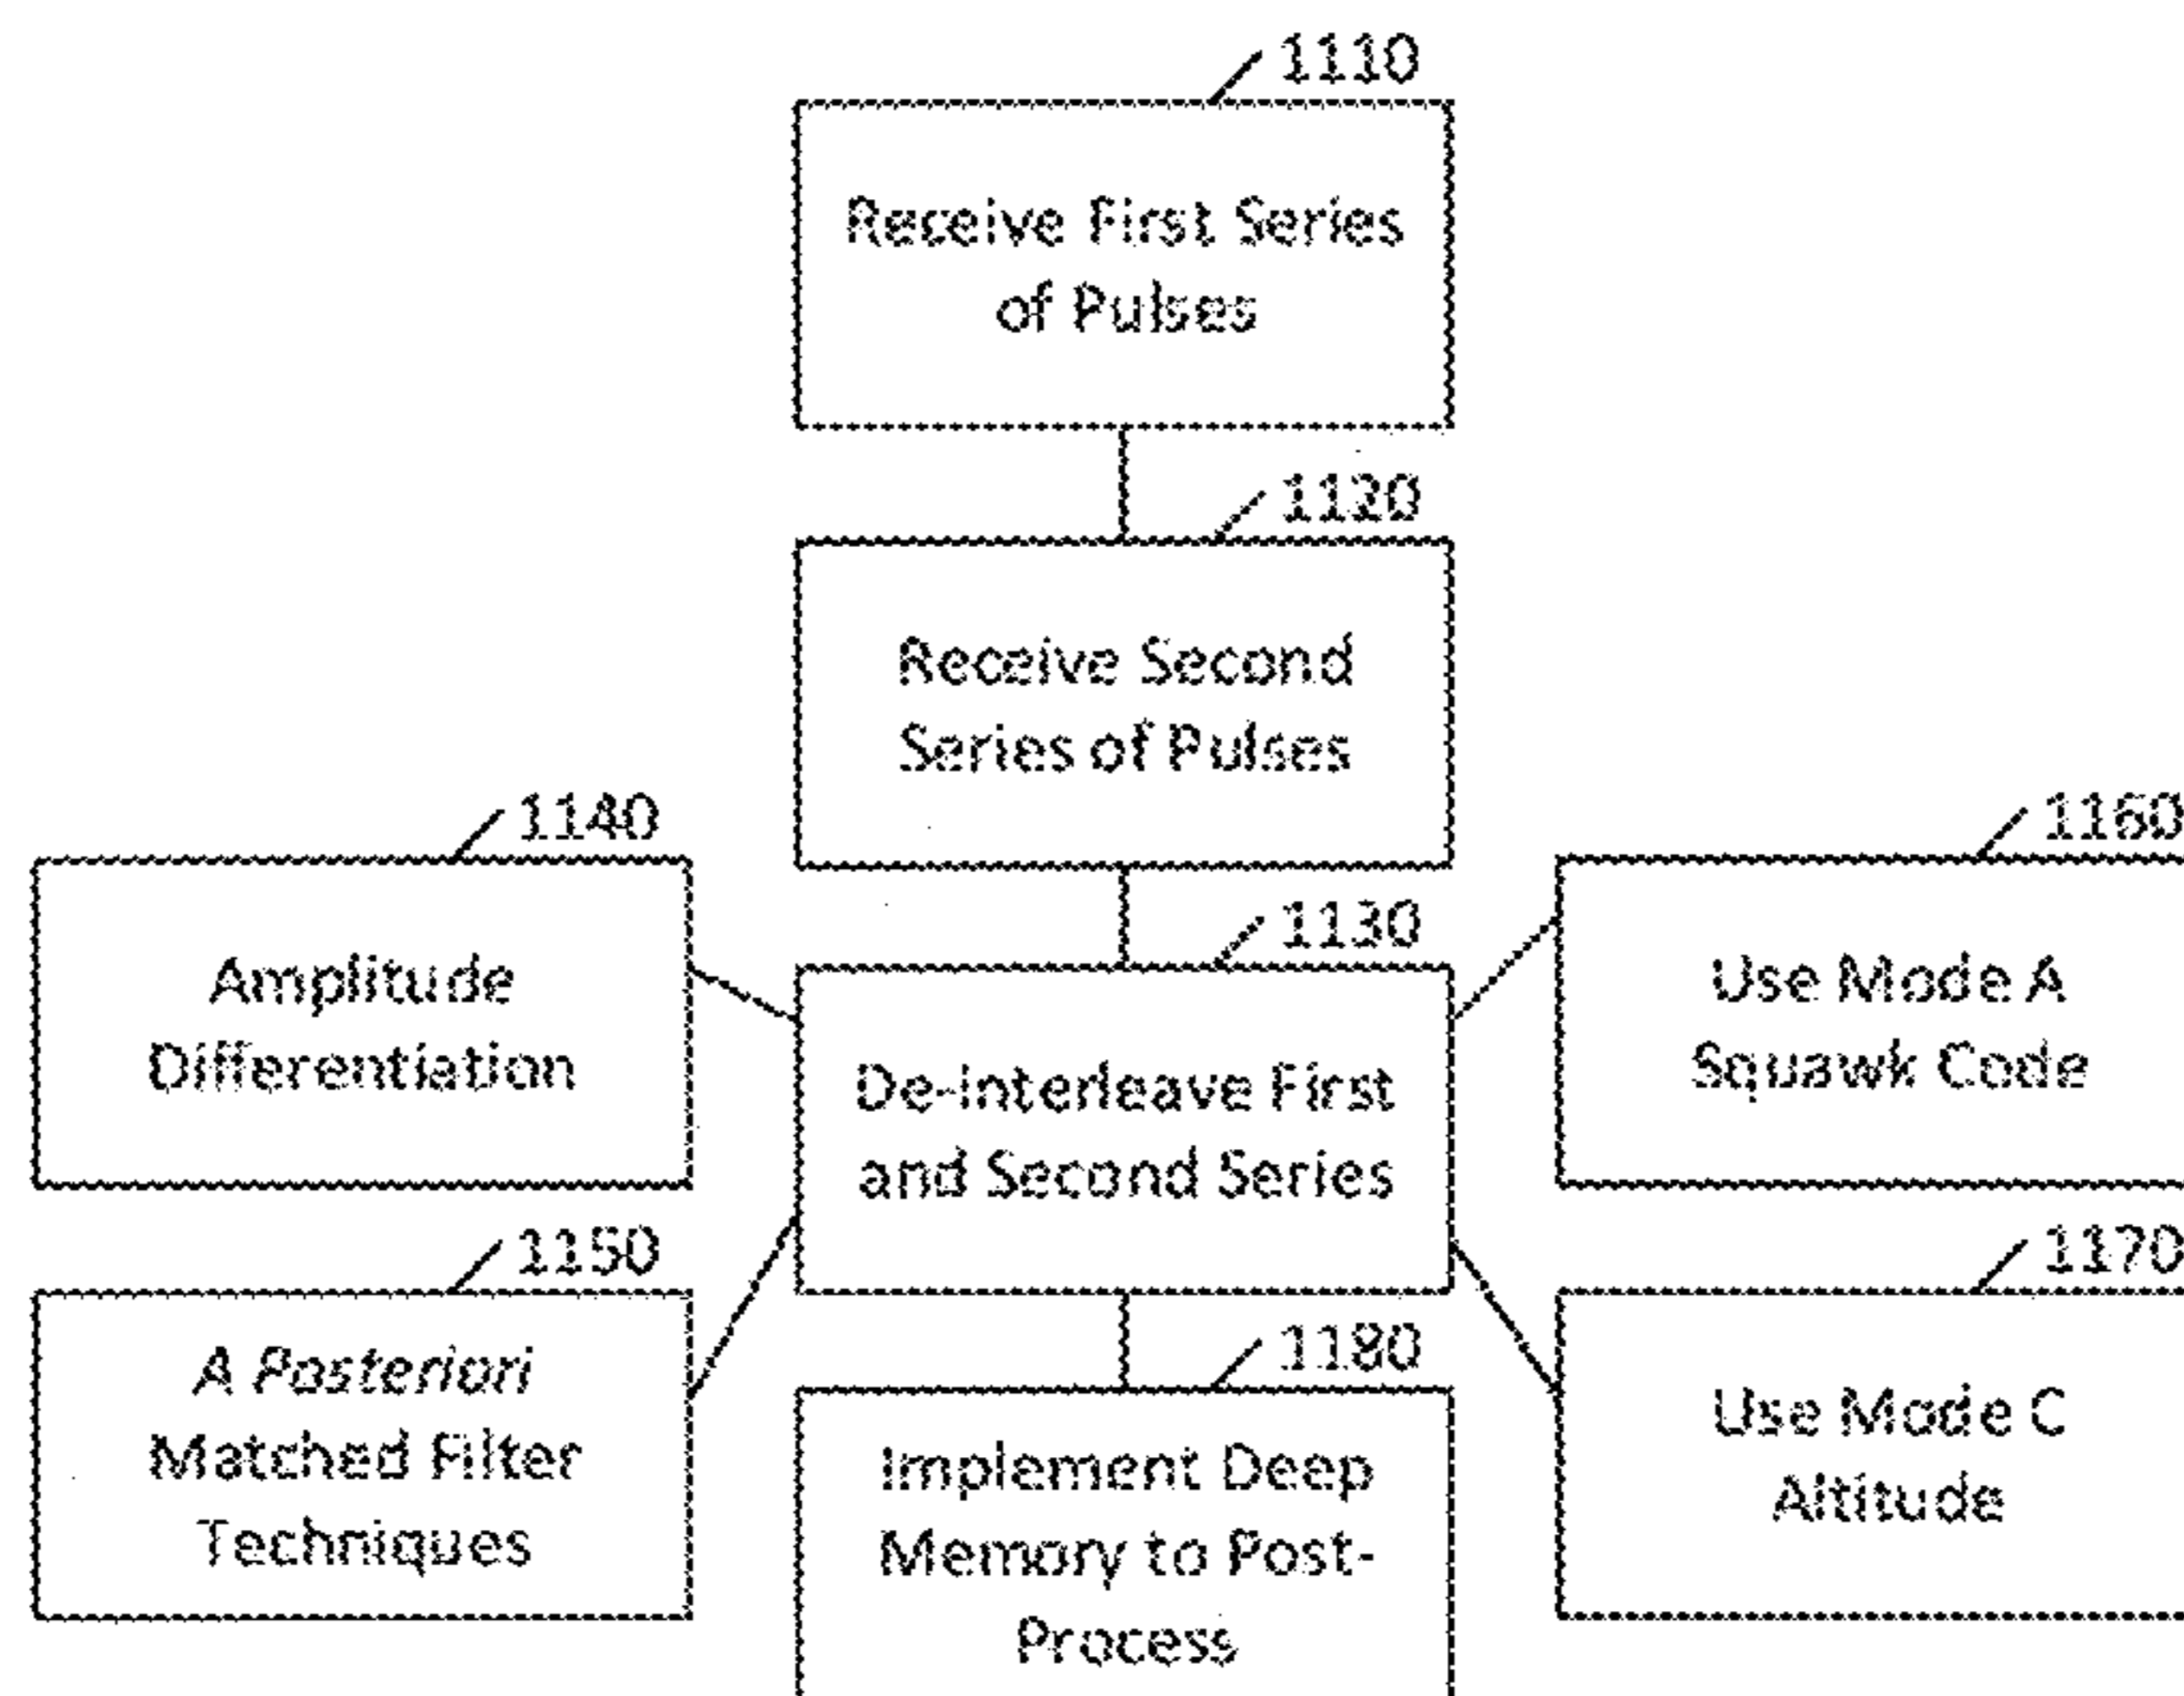 1110
Receive First Series
of Pulses
1120
Receive Second
Series of Pulses
1140
Amplitude
Differentiation
1130
De-Interleave First
and Second Series
1160
Use Mode A
Squawk Code
1150
A Posteriori
Matched Filter
Techniques
1180
Implement Deep
Memory to Post-
Process
1170
Use Mode C
Altitude